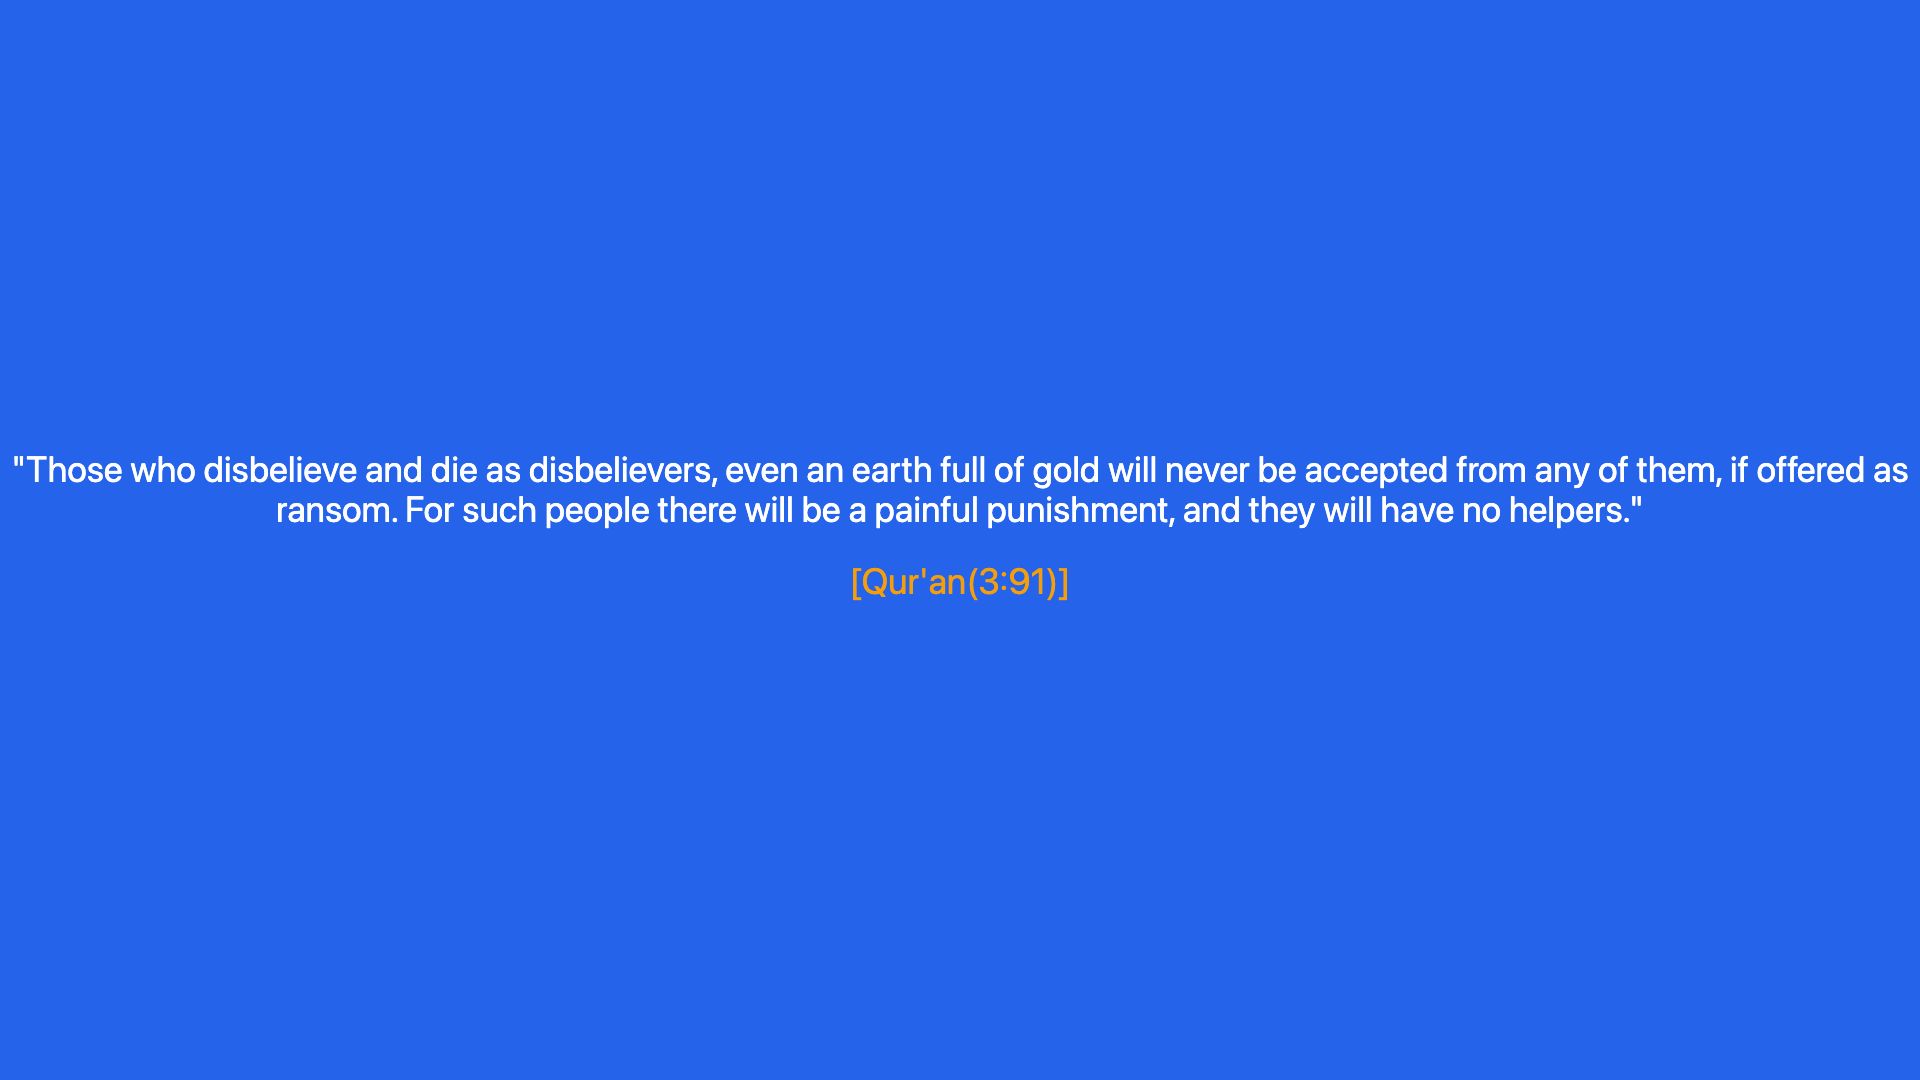 "Those who disbelieve and die as disbelievers, even an earth full of gold will never be accepted from any of them, if offered as
ransom. For such people there will be a painful punishment, and they will have no helpers."
[Qur'an(3:91)]